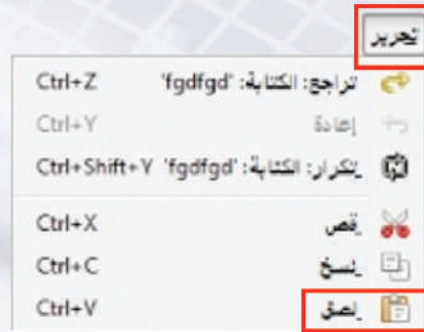 تحرير
تراجع: الكتابة: 'fgdfgd' Ctrl+Z
إعادة Ctrl+Y
تكرار: الكتابة: 'fgdfgd' Ctrl+Shift+Y
قص Ctrl+X
نسخ Ctrl+C
لصق Ctrl+V